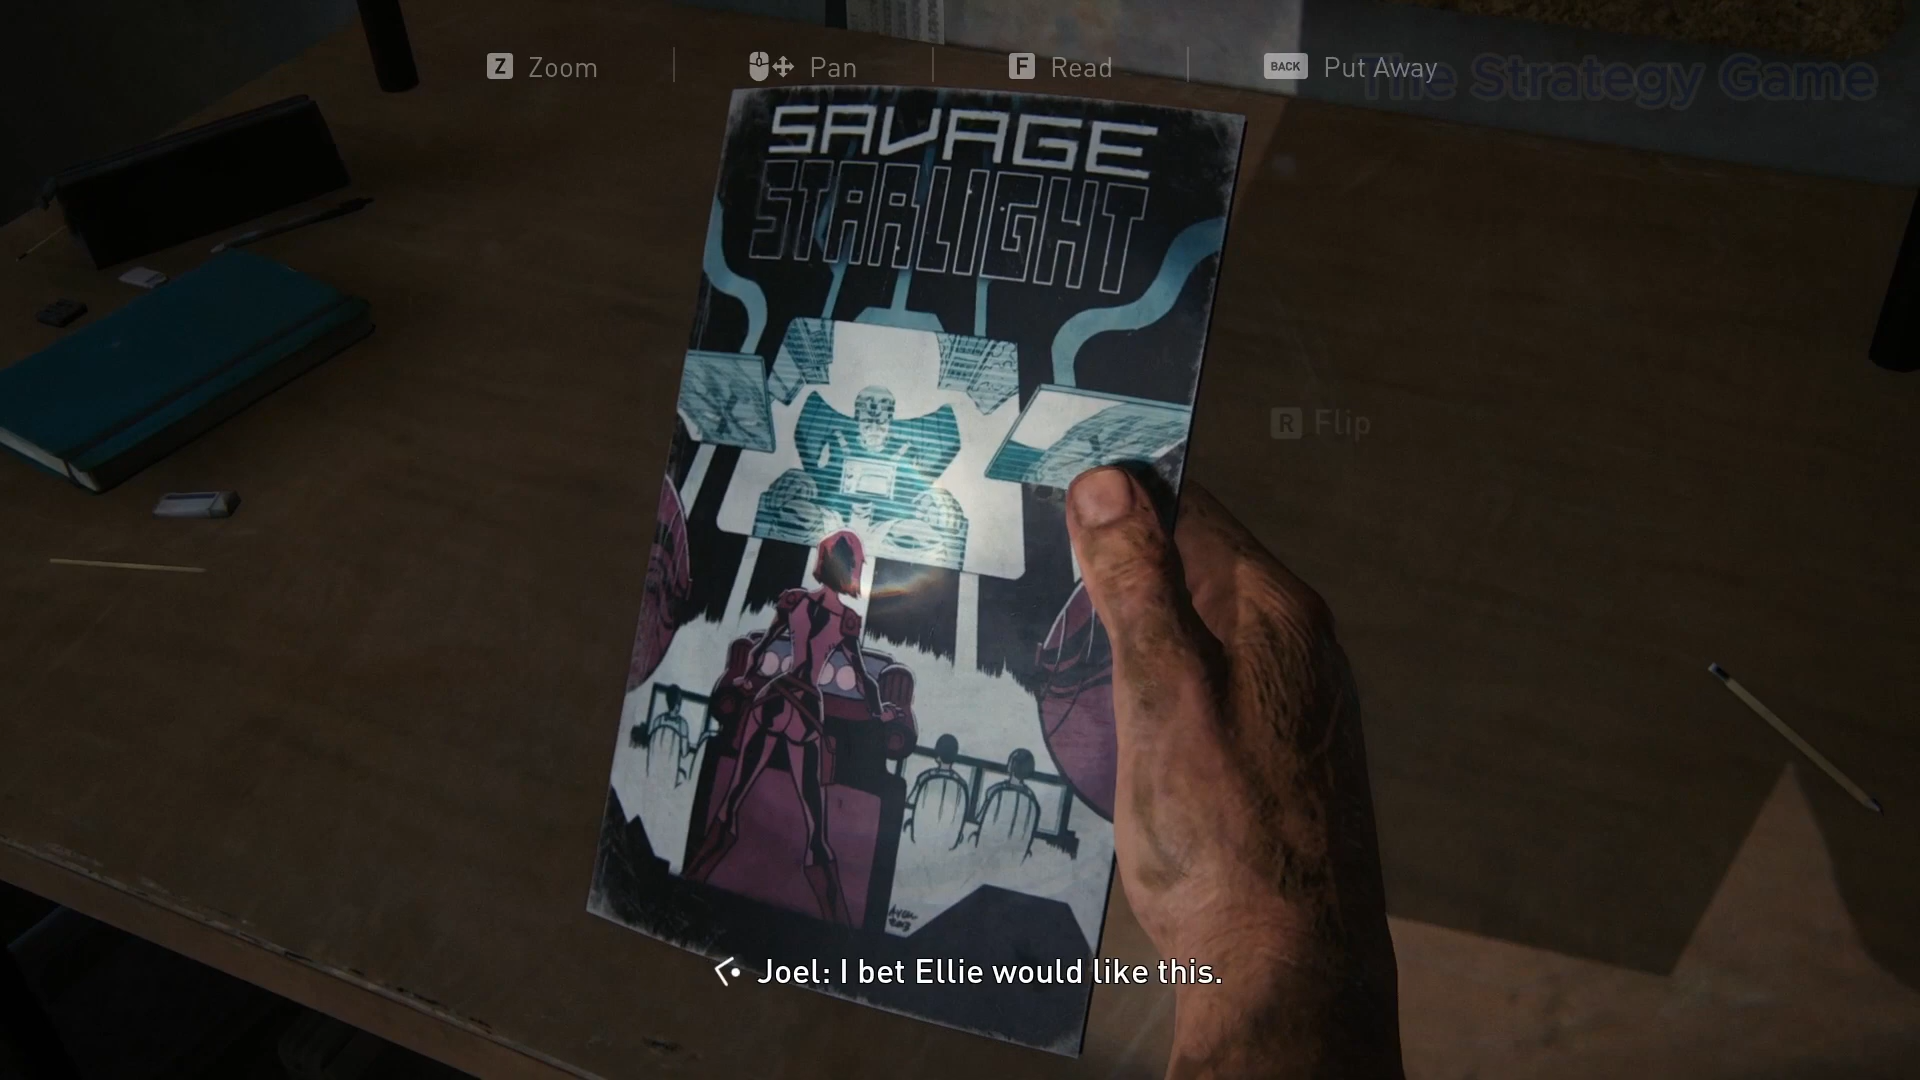 Z Zoom
Pan
F Read
BACK Put Away
The Strategy Game
SAVAGE
STARLIGHT
R Flip
Joel: I bet Ellie would like this.